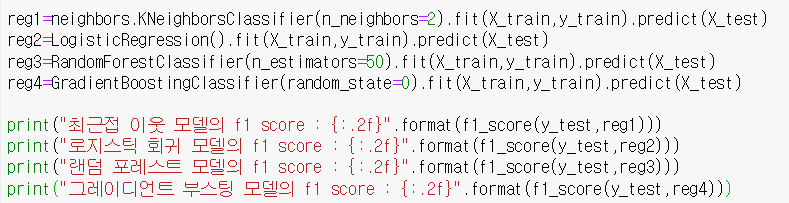 reg1=neighbors.KNeighborsClassifier(n_neighbors=2).fit(X_train,y_train).predict(X_test)
reg2=LogisticRegression().fit(X_train,y_train).predict(X_test)
reg3=RandomForestClassifier(n_estimators=50).fit(X_train,y_train).predict(X_test)
reg4=GradientBoostingClassifier(random_state=0).fit(X_train,y_train).predict(X_test)
print("최근접 이웃 모델의 f1 score : {:.2f}".format(f1_score(y_test,reg1)))
print("로지스틱 회귀 모델의 f1 score : {:.2f}".format(f1_score(y_test,reg2)))
print("랜덤 포레스트 모델의 f1 score : {:.2f}".format(f1_score(y_test,reg3)))
print("그레이디언트 부스팅 모델의 f1 score : {:.2f}".format(f1_score(y_test,reg4)))